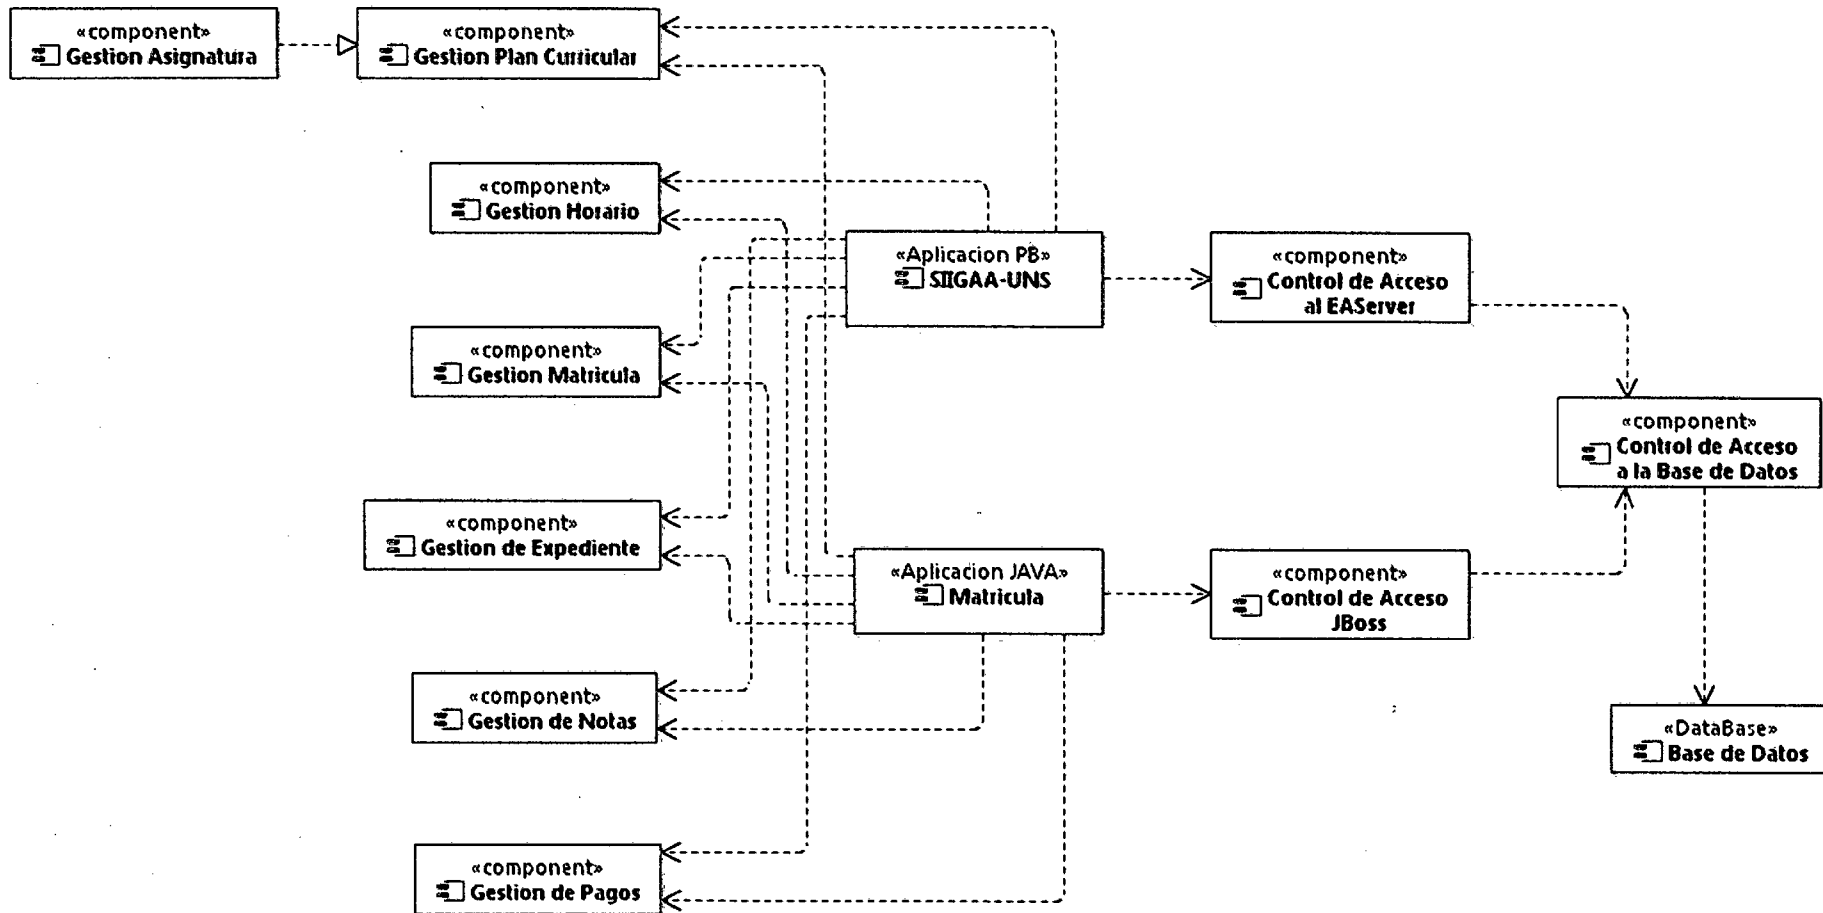 «component»
Gestion Asignatura
«component»
Gestion Plan Curricular
«component»
Gestion Horario
«Aplicacion PB»
SIIGAA-UNS
«component»
Control de Acceso
al EAServer
«component»
Gestion Matricula
«component»
Control de Acceso
a la Base de Datos
«component»
Gestion de Expediente
«Aplicacion JAVA»
Matricula
«component»
Control de Acceso
JBoss
«component»
Gestion de Notas
«DataBase»
Base de Datos
«component»
Gestion de Pagos